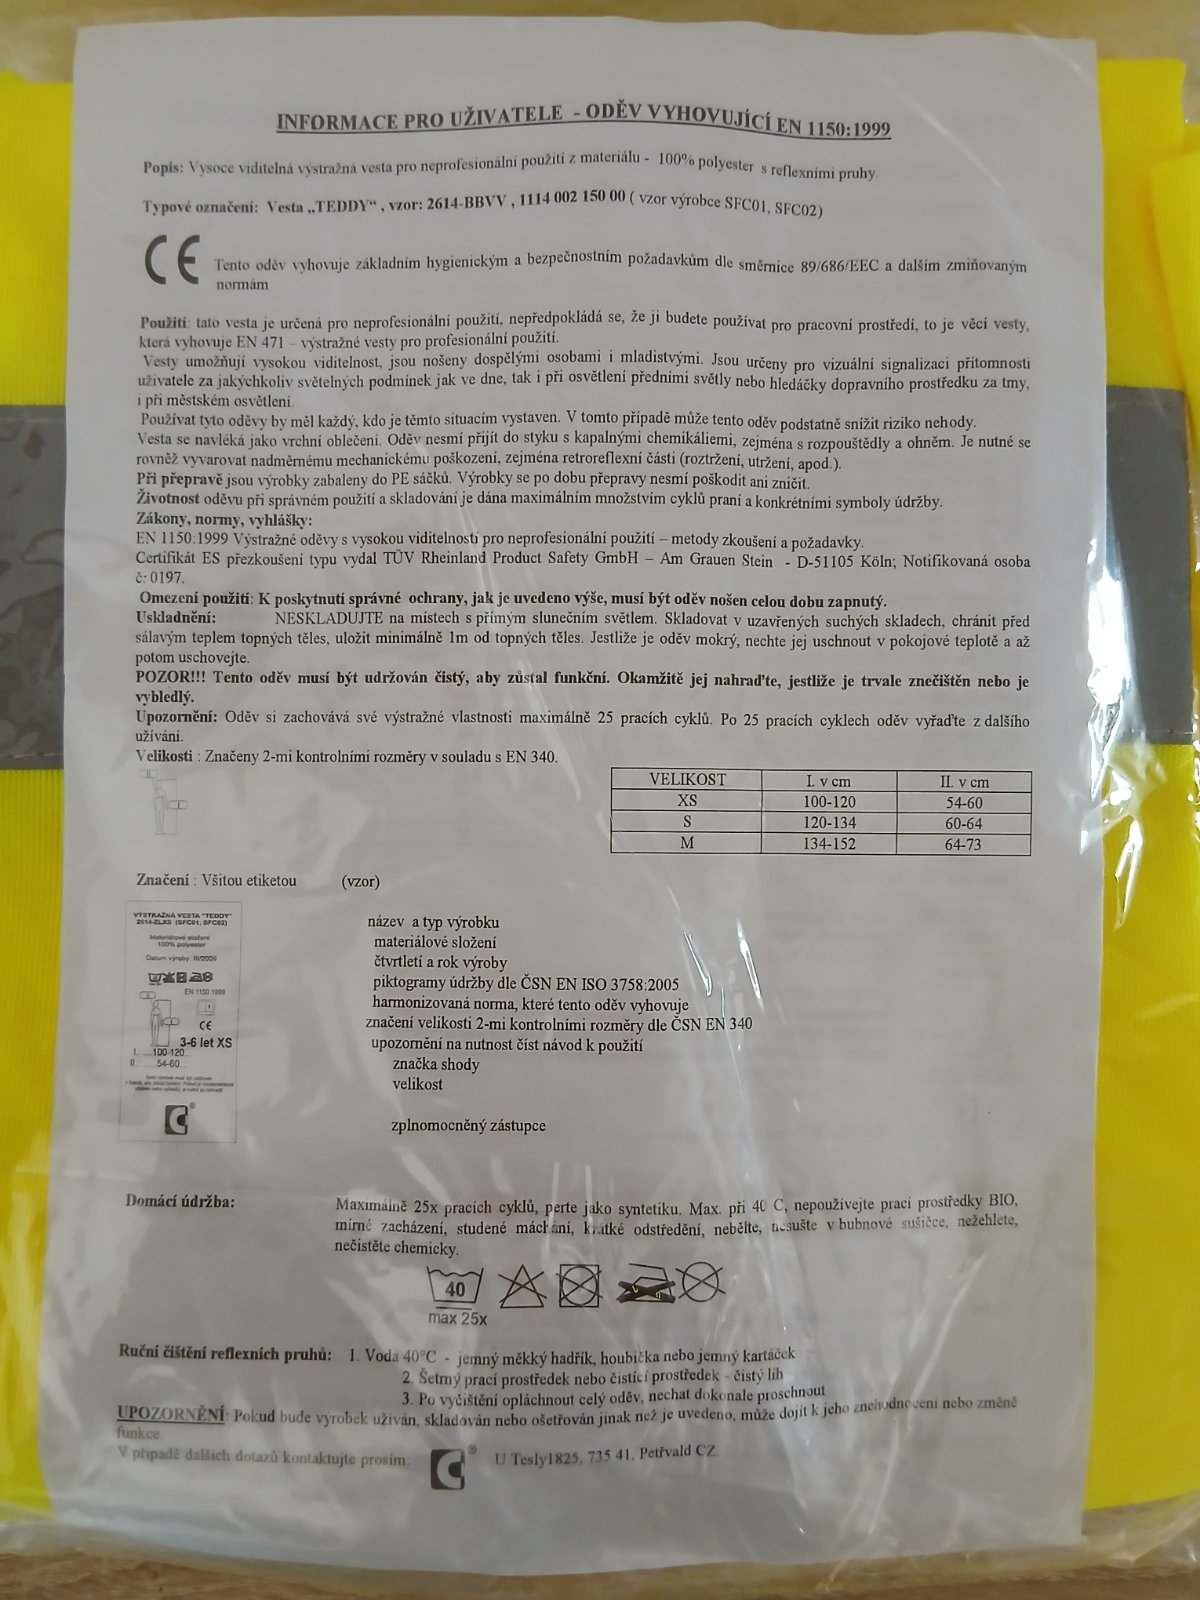 INFORMACE PRO UŽIVATELE - ODĚV VYHOVUJÍCÍ EN 1150:1999
Popis: Vysoce viditelná výstražná vesta pro neprofesionální použití z materiálu - 100% polyester s reflexními pruhy.
Typové označení: Vesta „TEDDY“ , vzor: 2614-BBVV , 1114 002 150 00 ( vzor výrobce SFC01, SFC02)
CE Tento oděv vyhovuje základním hygienickým a bezpečnostním požadavkům dle směrnice 89/686/EEC a dalším zmiňovaným
normám
Použití: tato vesta je určená pro neprofesionální použití, nepředpokládá se, že ji budete používat pro pracovní prostředí, to je věcí vesty,
která vyhovuje EN 471 – výstražné vesty pro profesionální použití.
Vesty umožňují vysokou viditelnost, jsou nošeny dospělými osobami i mladistvými. Jsou určeny pro vizuální signalizaci přítomnosti
uživatele za jakýchkoliv světelných podmínek jak ve dne, tak i při osvětlení předními světly nebo hledáčky dopravního prostředku za tmy,
i při městském osvětlení.
Používat tyto oděvy by měl každý, kdo je těmto situacím vystaven. V tomto případě může tento oděv podstatně snížit riziko nehody.
Vesta se navléká jako vrchní oblečení. Oděv nesmí přijít do styku s kapalnými chemikáliemi, zejména s rozpouštědly a ohněm. Je nutné se
rovněž vyvarovat nadměrnému mechanickému poškození, zejména retroreflexní části (roztržení, utržení, apod.).
Při přepravě jsou výrobky zabaleny do PE sáčků. Výrobky se po dobu přepravy nesmí poškodit ani zničit.
Životnost oděvu při správném použití a skladování je dána maximálním množstvím cyklů praní a konkrétními symboly údržby.
Zákony, normy, vyhlášky:
EN 1150:1999 Výstražné oděvy s vysokou viditelností pro neprofesionální použití – metody zkoušení a požadavky.
Certifikát ES přezkoušení typu vydal TÜV Rheinland Product Safety GmbH – Am Grauen Stein - D-51105 Köln; Notifikovaná osoba
č: 0197.
Omezení použití: K poskytnutí správné ochrany, jak je uvedeno výše, musí být oděv nošen celou dobu zapnutý.
Uskladnění: NESKLADUJTE na místech s přímým slunečním světlem. Skladovat v uzavřených suchých skladech, chránit před
sálavým teplem topných těles, uložit minimálně 1m od topných těles. Jestliže je oděv mokrý, nechte jej uschnout v pokojové teplotě a až
potom uschovejte.
POZOR!!! Tento oděv musí být udržován čistý, aby zůstal funkční. Okamžitě jej nahraďte, jestliže je trvale znečištěn nebo je
vybledlý.
Upozornění: Oděv si zachovává své výstražné vlastnosti maximálně 25 pracích cyklů. Po 25 pracích cyklech oděv vyřaďte z dalšího
užívání.
Velikosti : Značeny 2-mi kontrolními rozměry v souladu s EN 340.
VELIKOST I. v cm II. v cm
XS 100-120 54-60
S 120-134 60-64
M 134-152 64-73
Značení : Všitou etiketou (vzor)
VÝSTRAŽNÁ VESTA "TEDDY"
2614-ZLXS (SFC01, SFC02)
Materiálové složení
100% polyester
Datum výroby: III/2009
EN 1150 1999
CE
3-6 let XS
I. ....100-120
II : .....54-60
název a typ výrobku
materiálové složení
čtvrtletí a rok výroby
piktogramy údržby dle ČSN EN ISO 3758:2005
harmonizovaná norma, které tento oděv vyhovuje
značení velikosti 2-mi kontrolními rozměry dle ČSN EN 340
upozornění na nutnost číst návod k použití
značka shody
velikost
zplnomocněný zástupce
Domácí údržba: Maximálně 25x pracích cyklů, perte jako syntetiku. Max. při 40 C, nepoužívejte prací prostředky BIO,
mírné zacházení, studené máchání, krátké odstředění, nebělte, nesušte v bubnové sušičce, nežehlete,
nečistěte chemicky.
40
max 25x
Ruční čištění reflexních pruhů: 1. Voda 40°C - jemný měkký hadřík, houbička nebo jemný kartáček
2. Šetrný prací prostředek nebo čistící prostředek - čistý líh
3. Po vyčištění opláchnout celý oděv, nechat dokonale proschnout
UPOZORNĚNÍ: Pokud bude výrobek užíván, skladován nebo ošetřován jinak než je uvedeno, může dojít k jeho znehodnocení nebo změně
funkce.
V případě dalších dotazů kontaktujte prosím: ® U Tesly1825, 735 41, Petřvald CZ